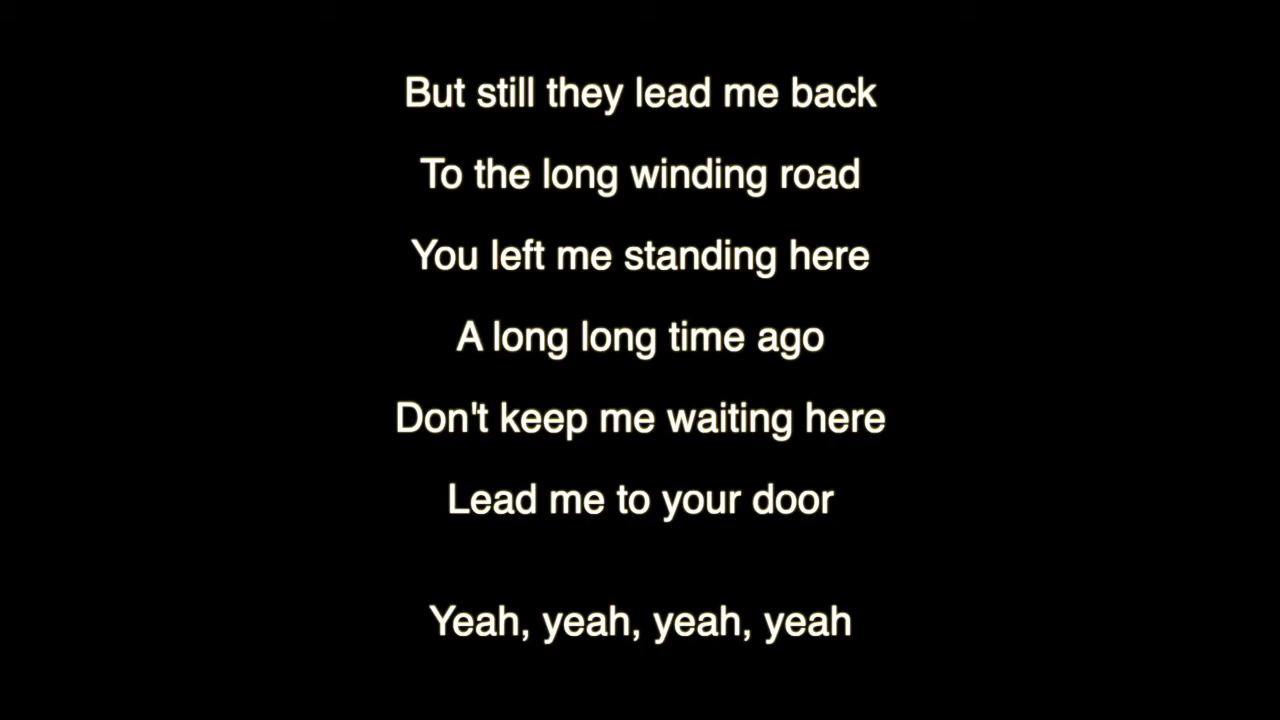 But still they lead me back
To the long winding road
You left me standing here
A long long time ago
Don't keep me waiting here
Lead me to your door
Yeah, yeah, yeah, yeah